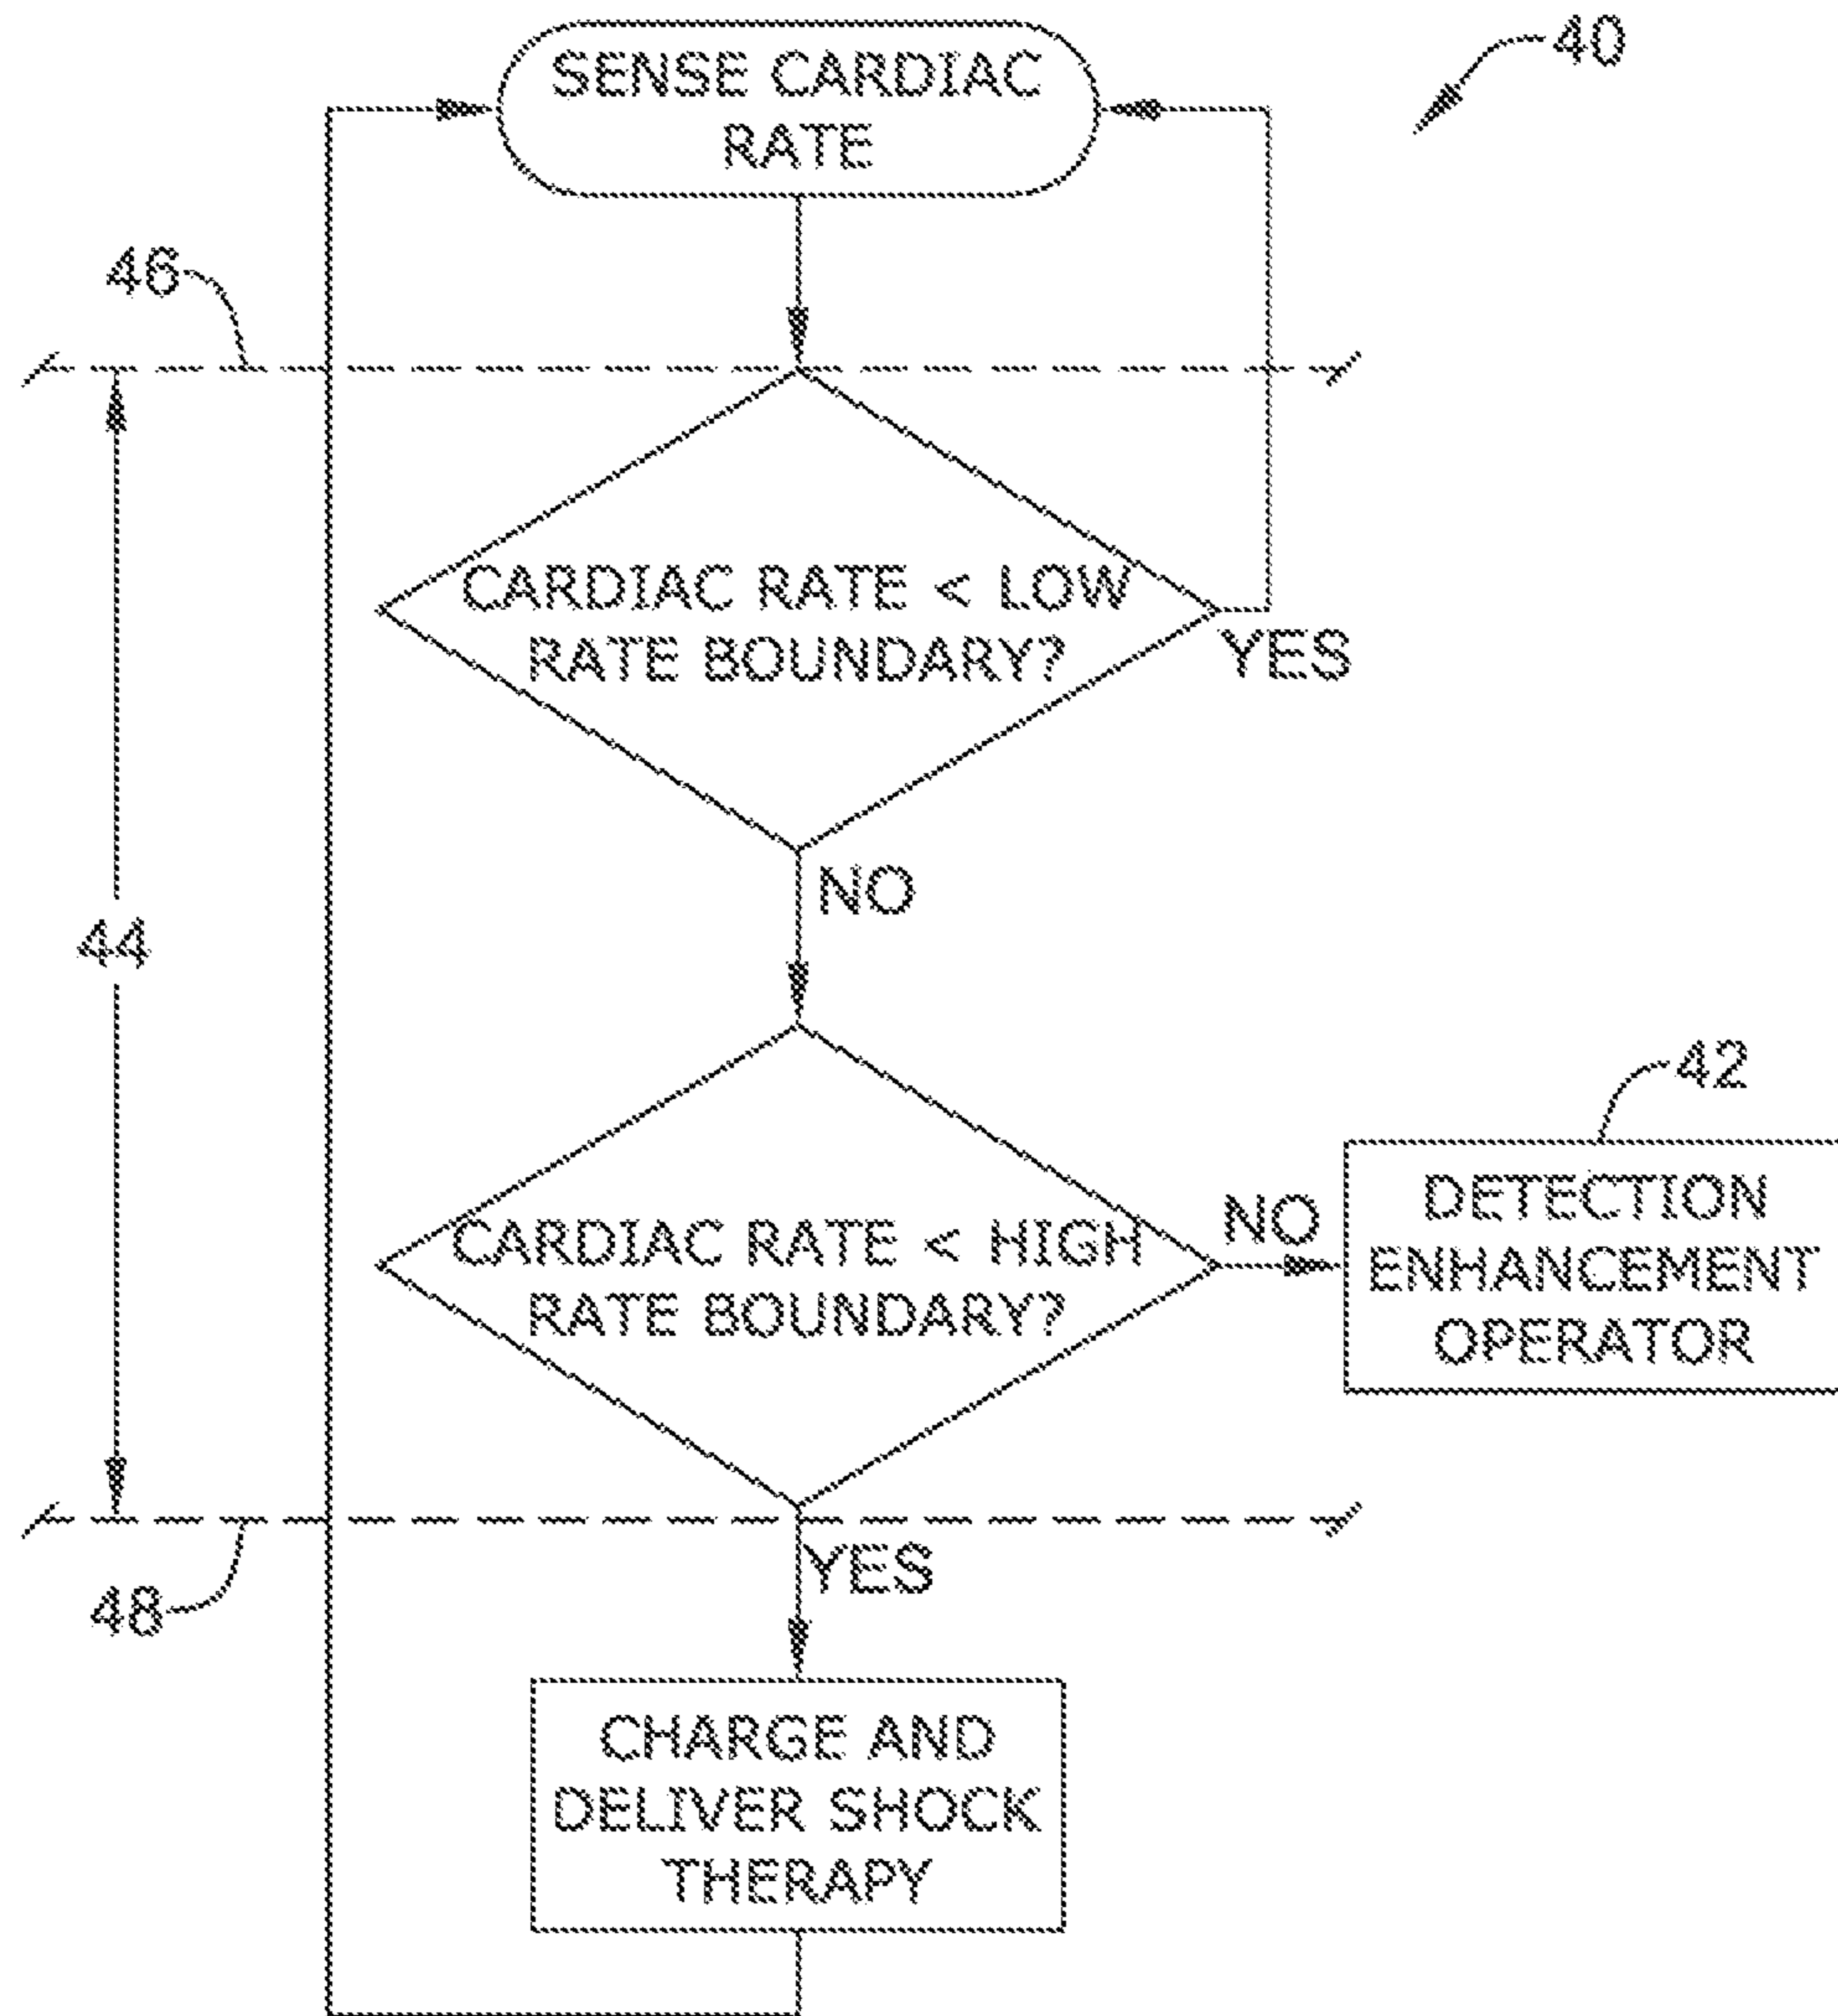 40
SENSE CARDIAC
RATE
46
CARDIAC RATE < LOW
RATE BOUNDARY?
YES
NO
44
42
DETECTION
ENHANCEMENT
OPERATOR
NO
CARDIAC RATE < HIGH
RATE BOUNDARY?
YES
48
CHARGE AND
DELIVER SHOCK
THERAPY